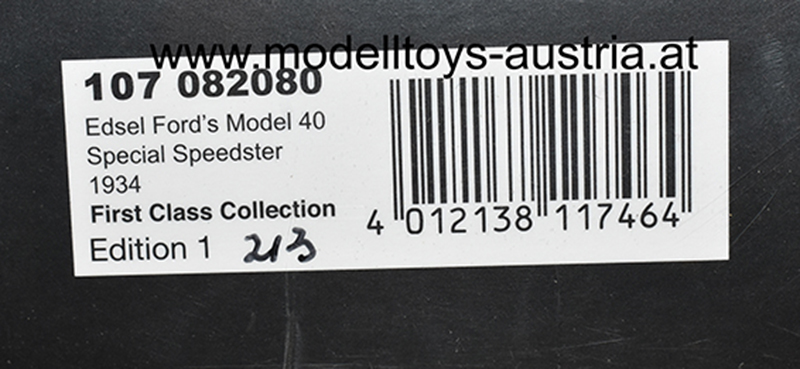 www.modelltoys-austria.at
107 082080
Edsel Ford's Model 40
Special Speedster
1934
First Class Collection
Edition 1 213
4 012138 117464